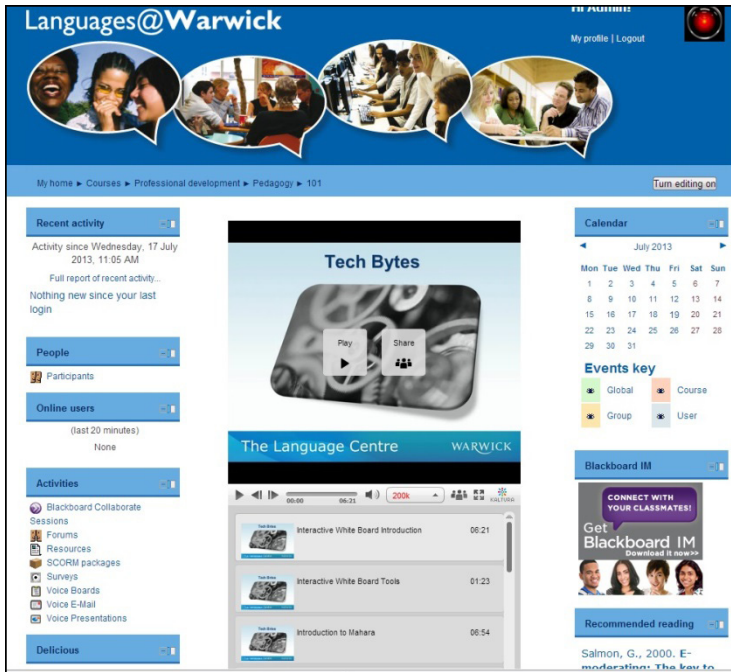 Languages@Warwick
Hi Admin!
My profile | Logout
My home ► Courses ► Professional development ► Pedagogy ► 101
Turn editing on
Recent activity
Activity since Wednesday, 17 July
2013, 11:05 AM
Full report of recent activity...
Nothing new since your last
login
People
Participants
Online users
(last 20 minutes)
None
Activities
Blackboard Collaborate
Sessions
Forums
Resources
SCORM packages
Surveys
Voice Boards
Voice E-Mail
Voice Presentations
Delicious
Tech Bytes
Play
Share
The Language Centre WARWICK
00:00 06:21 200k KALTURA
Interactive White Board Introduction 06:21
Interactive White Board Tools 01:23
Introduction to Mahara 06:54
Calendar
◄ July 2013 ►
Mon Tue Wed Thu Fri Sat Sun
1 2 3 4 5 6 7
8 9 10 11 12 13 14
15 16 17 18 19 20 21
22 23 24 25 26 27 28
29 30 31
Events key
Global Course
Group User
Blackboard IM
CONNECT WITH
YOUR CLASSMATES!
Get
Blackboard IM
Download it now>>
Recommended reading
Salmon, G., 2000. E-
moderating: The key to